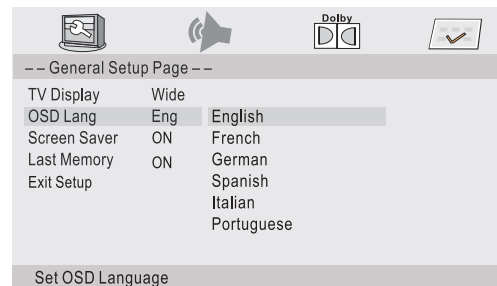 Dolby
-- General Setup Page --
TV Display Wide
OSD Lang Eng English
Screen Saver ON French
Last Memory ON German
Exit Setup Spanish
Italian
Portuguese
Set OSD Language